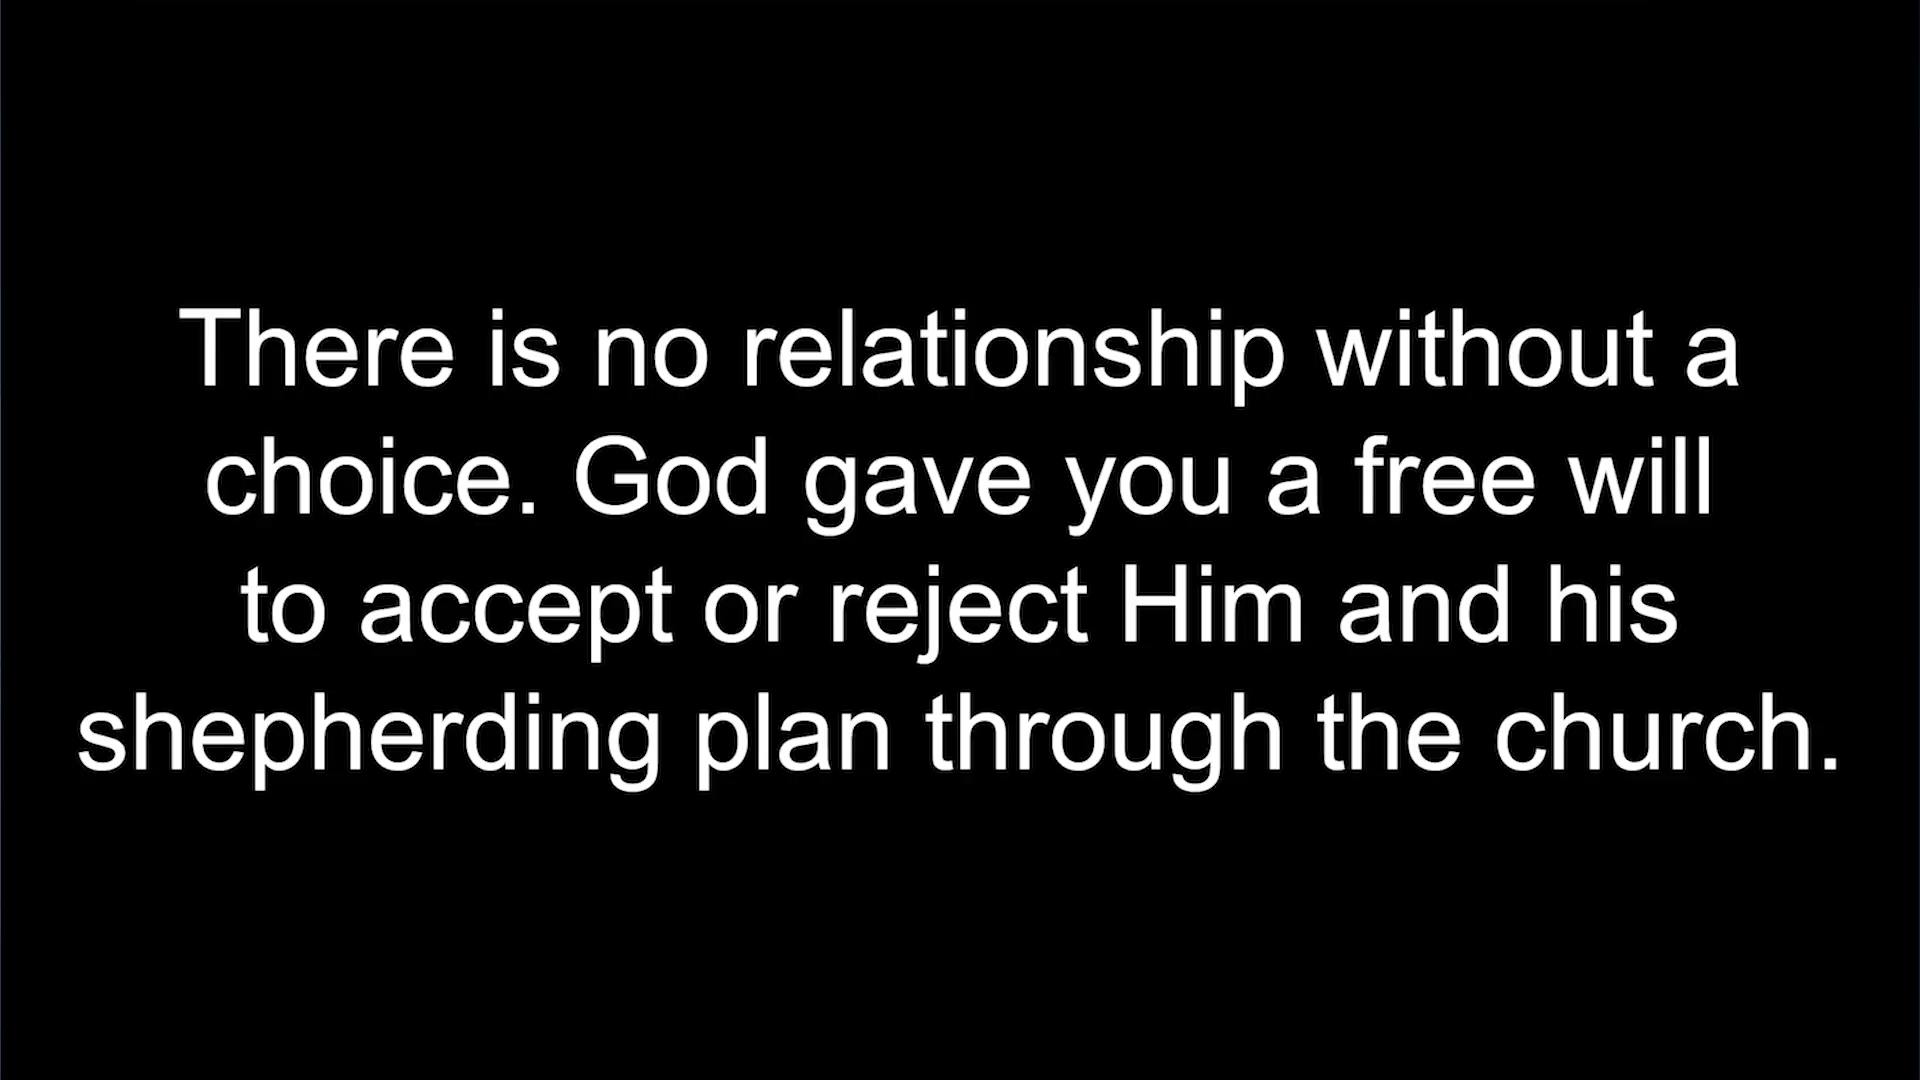 There is no relationship without a
choice. God gave you a free will
to accept or reject Him and his
shepherding plan through the church.